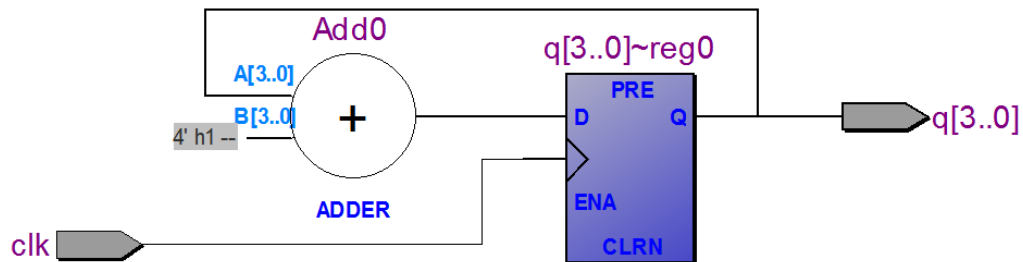 Add0
q[3..0]~reg0
A[3..0]
B[3..0]
4' h1 --
+
PRE
D
Q
q[3..0]
ENA
ADDER
CLRN
clk